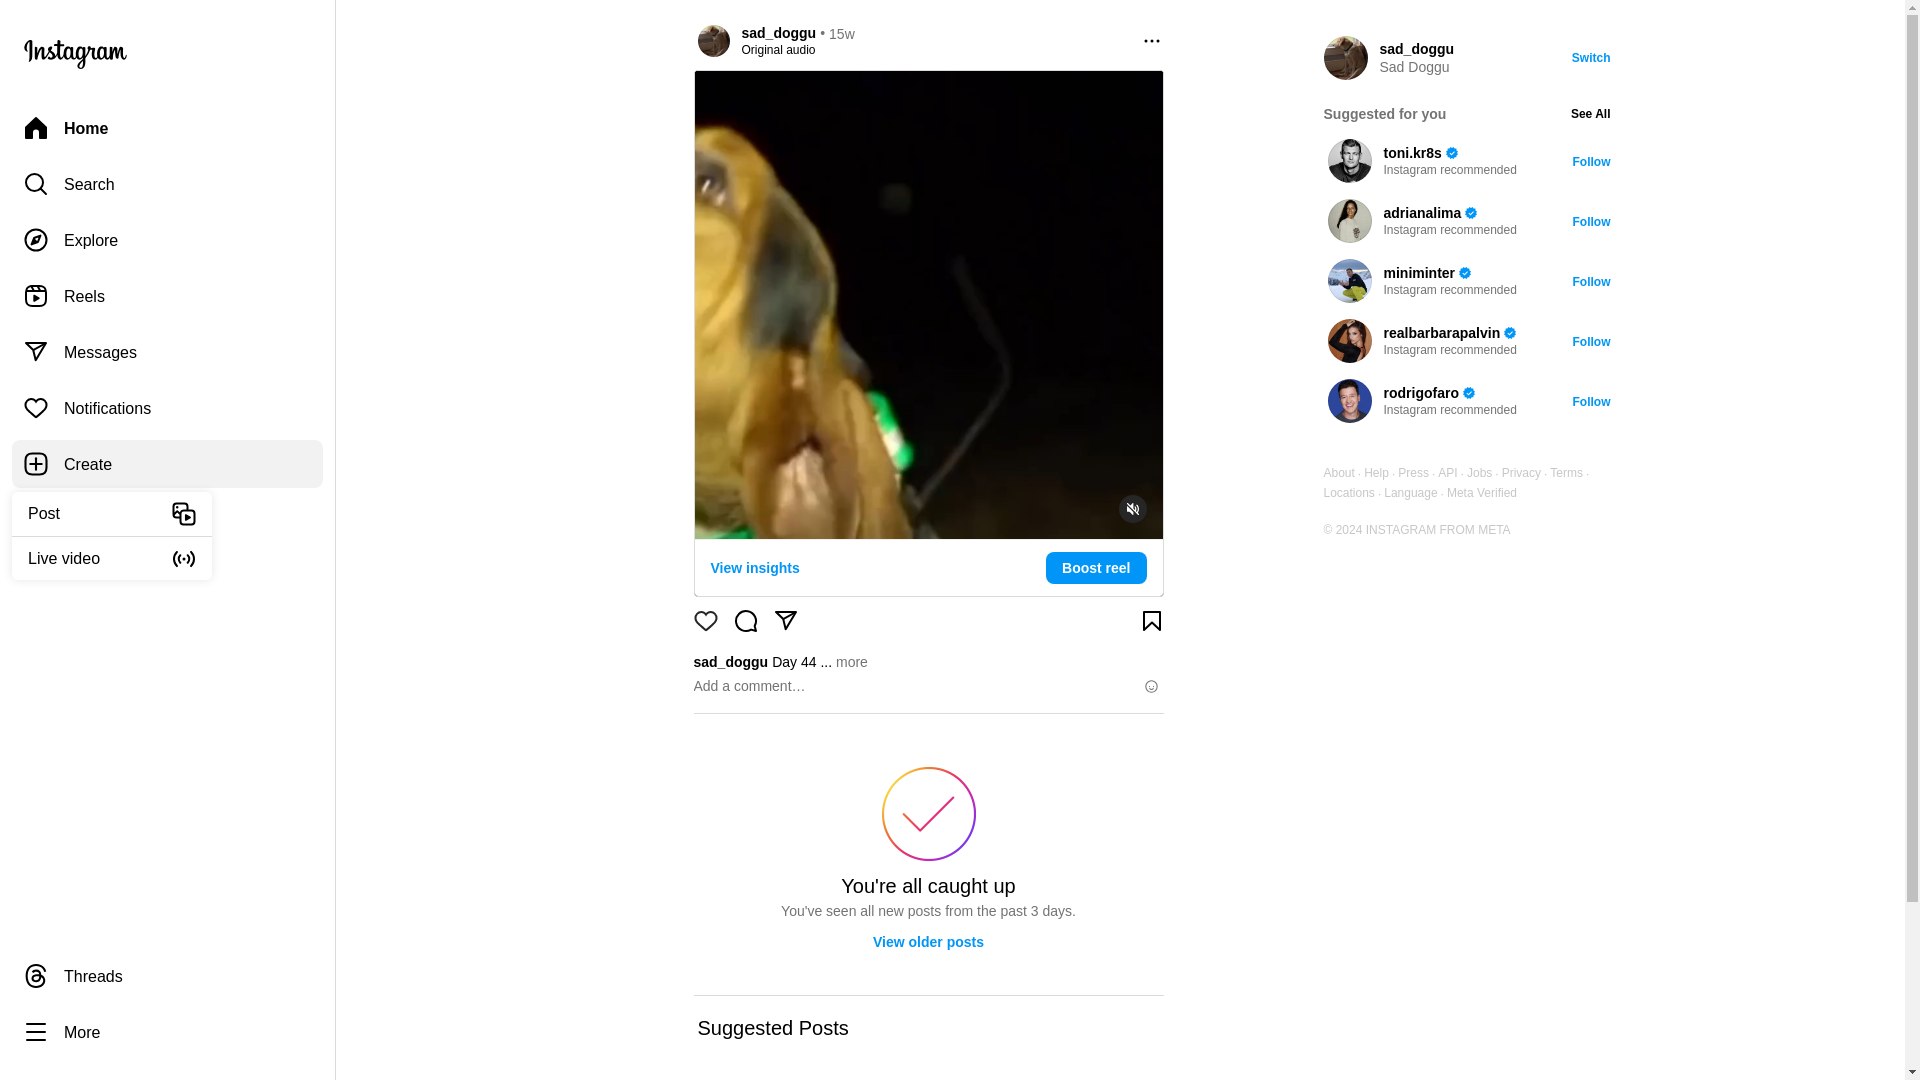 Instagram
Home
Search
Explore
Reels
Messages
Notifications
Create
Post
Live video
Threads
More
sad_doggu • 15w
Original audio
View insights
Boost reel
sad_doggu Day 44 ... more
Add a comment…
You're all caught up
You've seen all new posts from the past 3 days.
View older posts
Suggested Posts
sad_doggu
Sad Doggu
Switch
Suggested for you
See All
toni.kr8s
Instagram recommended
Follow
adrianalima
Instagram recommended
Follow
miniminter
Instagram recommended
Follow
realbarbarapalvin
Instagram recommended
Follow
rodrigofaro
Instagram recommended
Follow
About · Help · Press · API · Jobs · Privacy · Terms ·
Locations · Language · Meta Verified
© 2024 INSTAGRAM FROM META